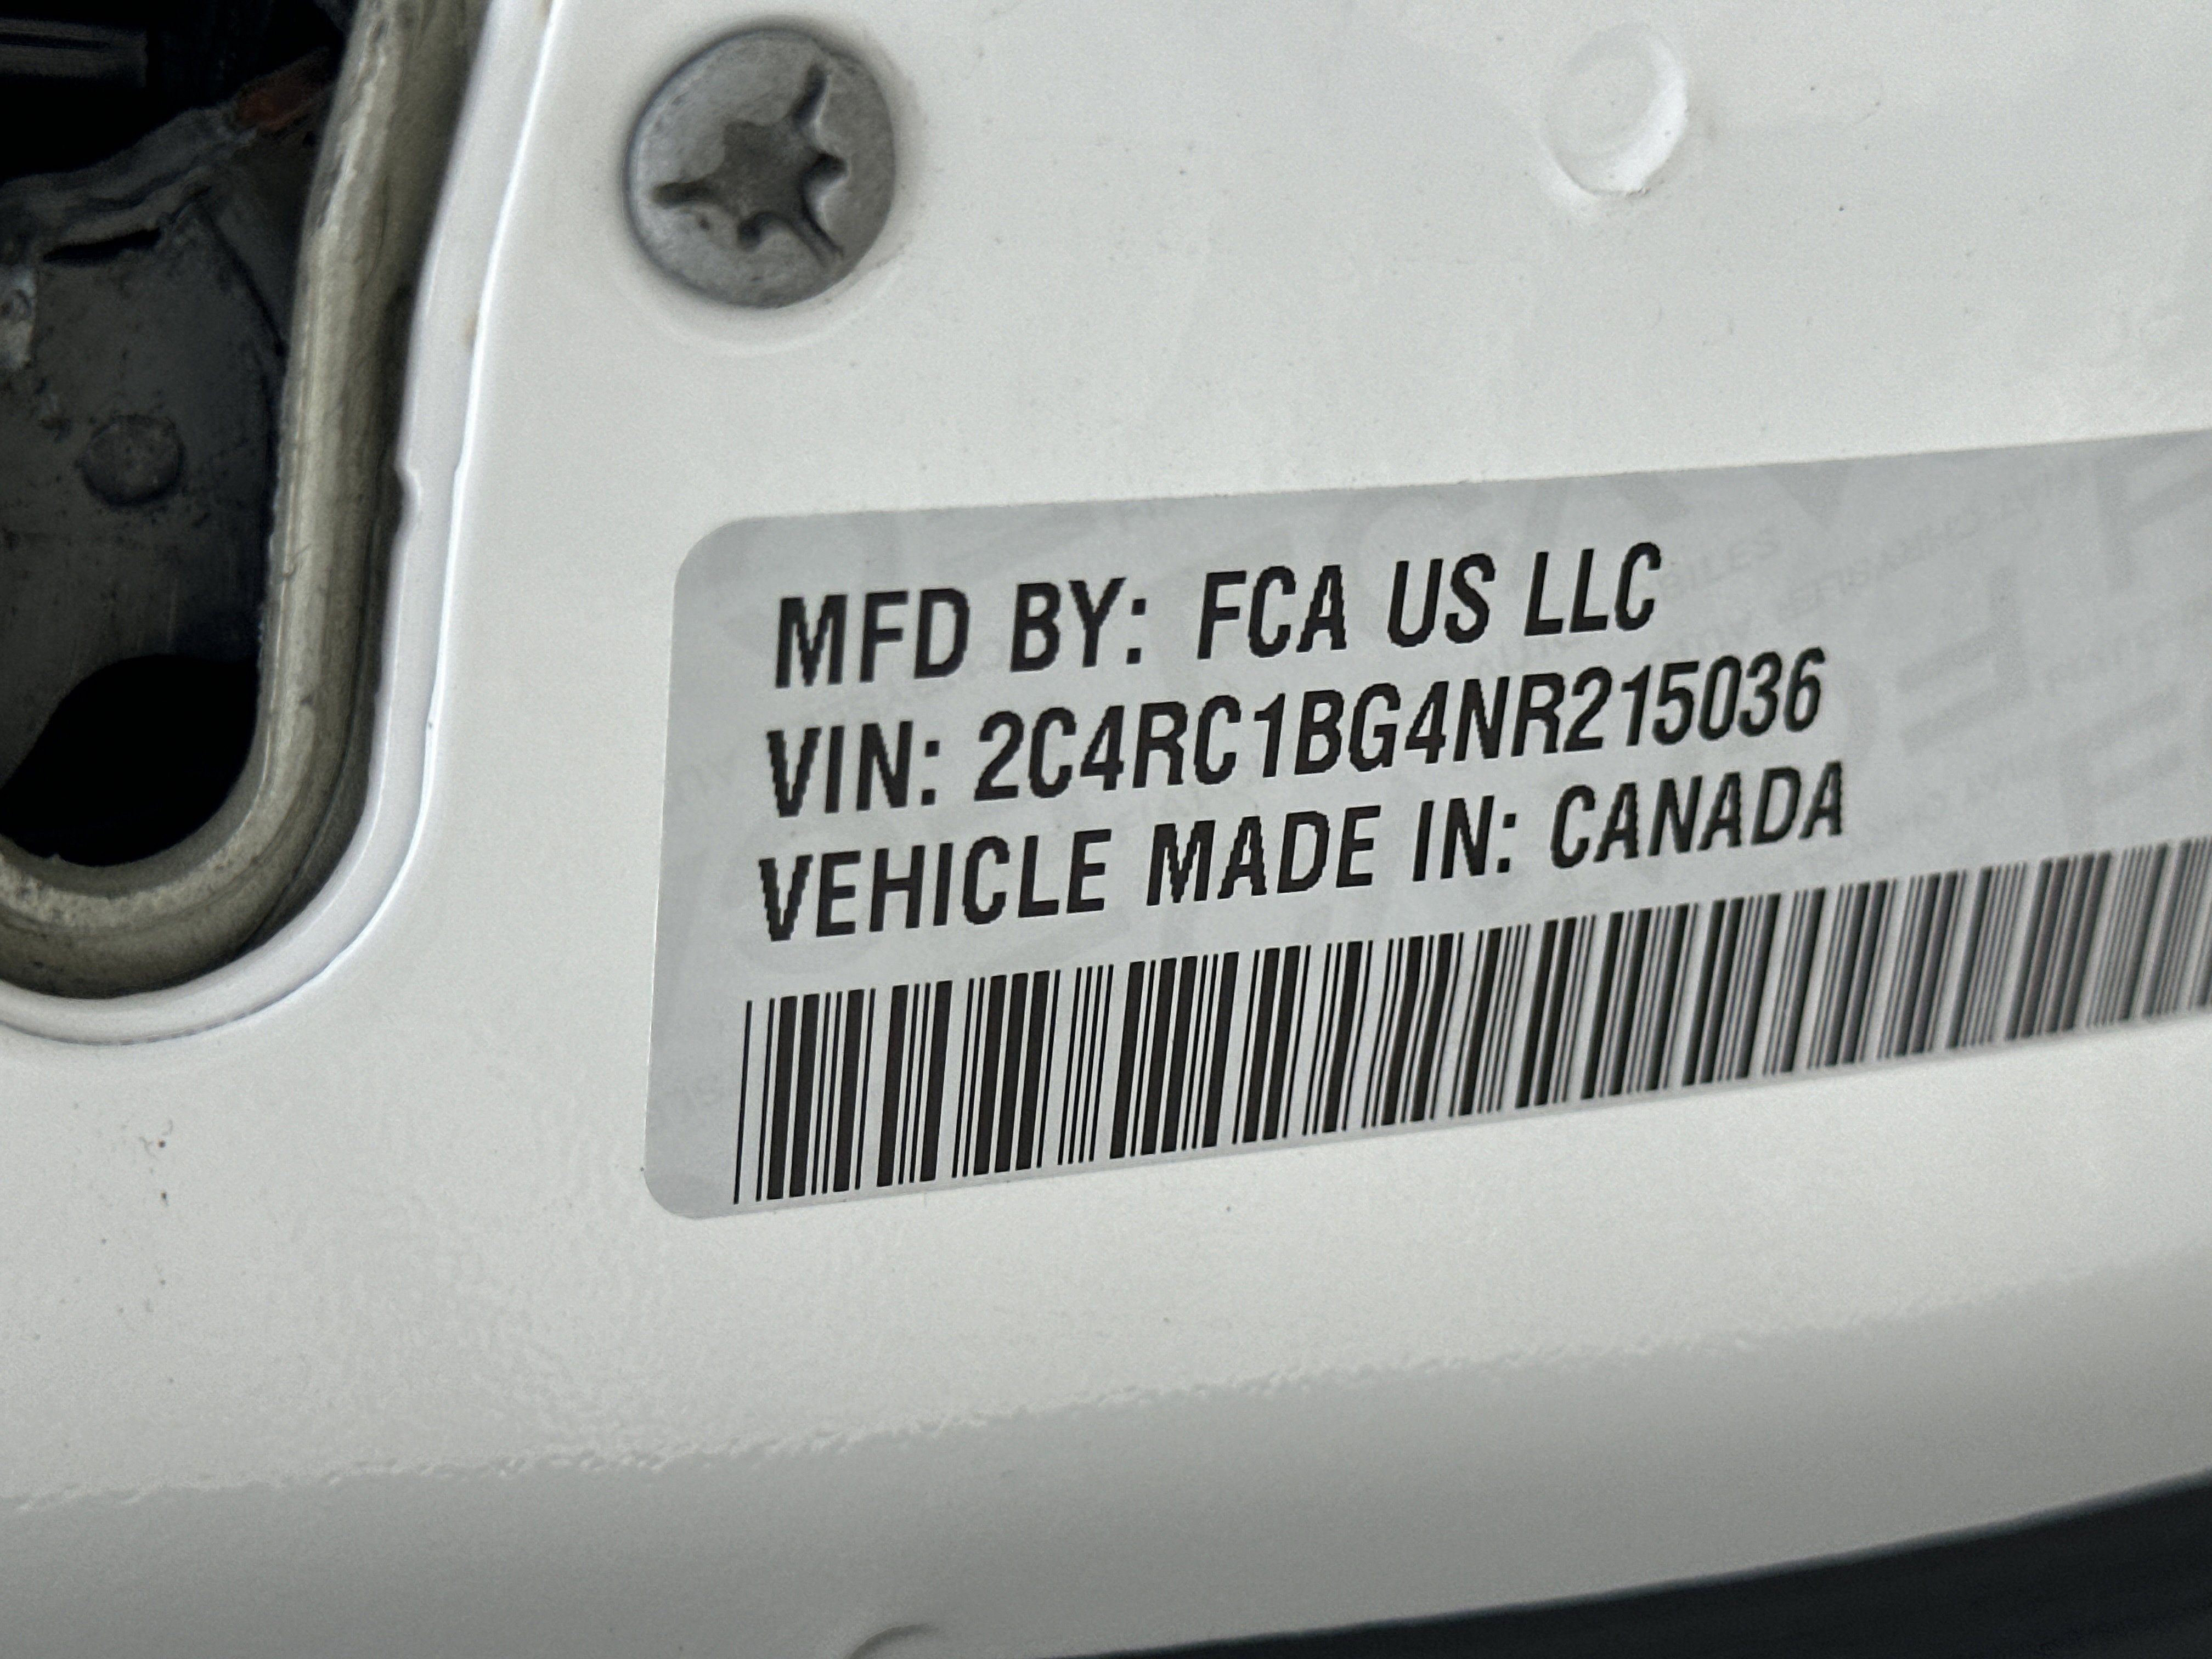 MFD BY: FCA US LLC
VIN: 2C4RC1BG4NR215036
VEHICLE MADE IN: CANADA